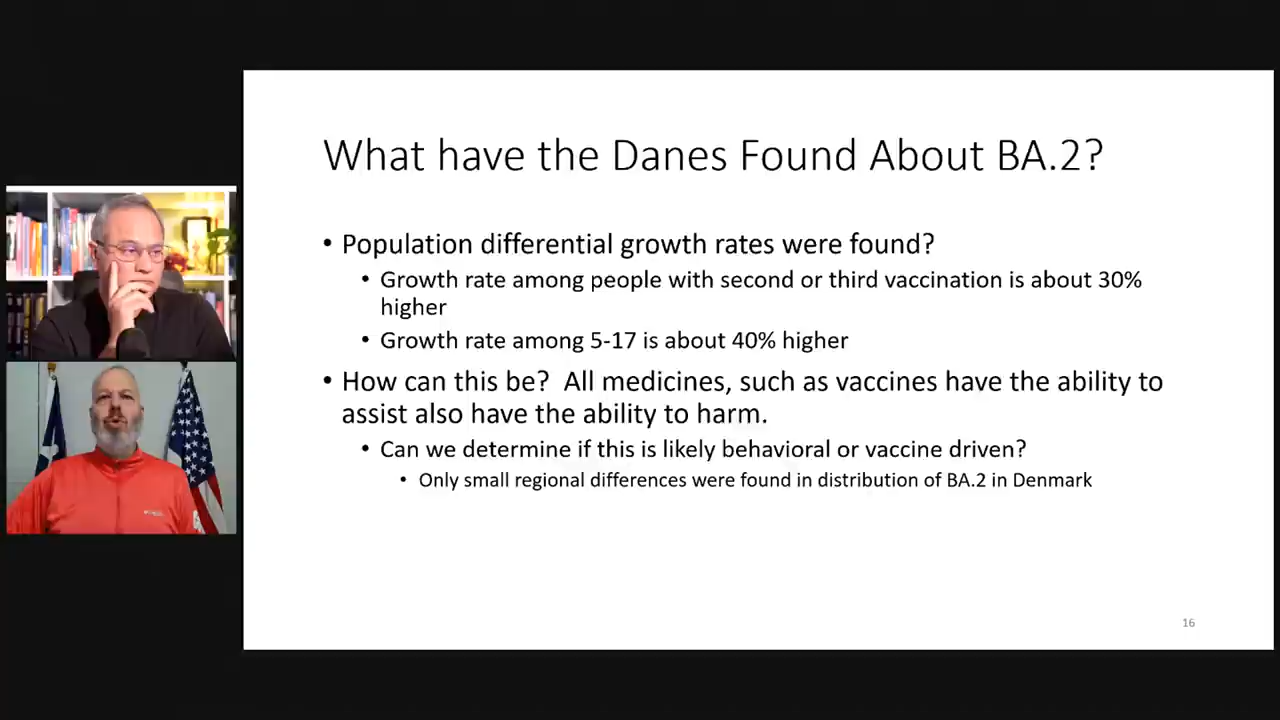 What have the Danes Found About BA.2?
• Population differential growth rates were found?
• Growth rate among people with second or third vaccination is about 30%
higher
• Growth rate among 5-17 is about 40% higher
• How can this be? All medicines, such as vaccines have the ability to
assist also have the ability to harm.
• Can we determine if this is likely behavioral or vaccine driven?
• Only small regional differences were found in distribution of BA.2 in Denmark
16